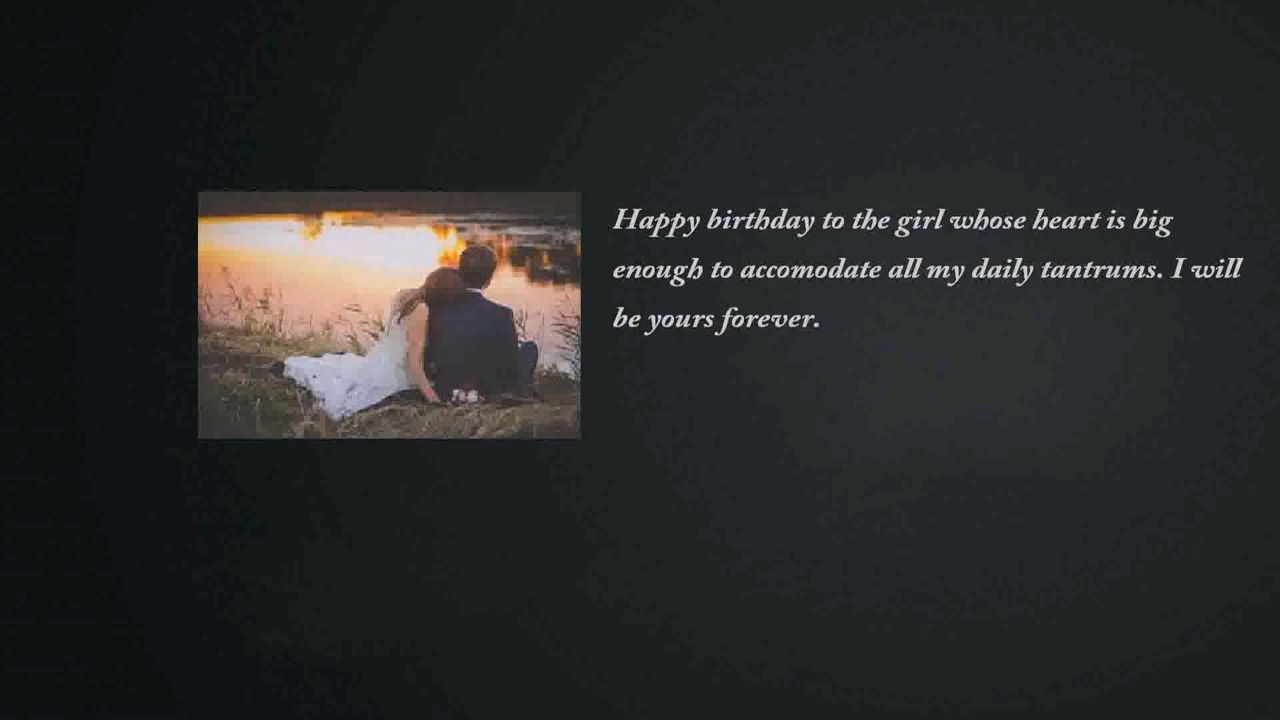 Happy birthday to the girl whose heart is big
enough to accomodate all my daily tantrums. I will
be yours forever.